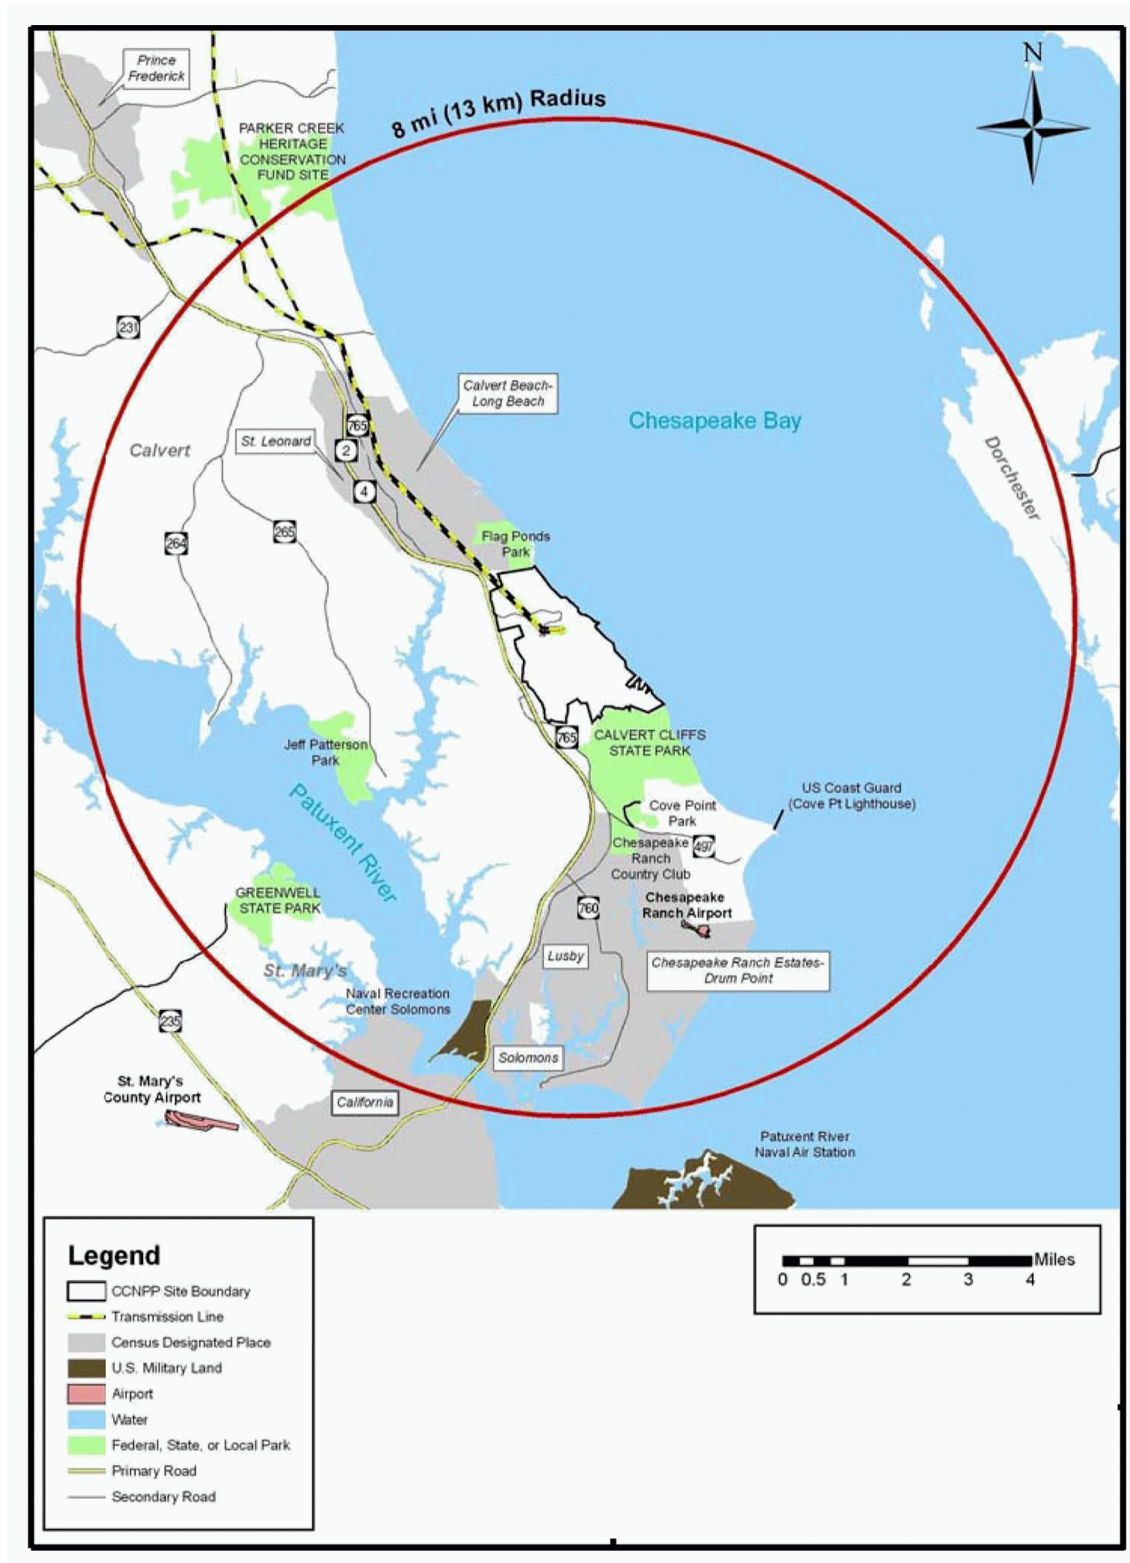 N
Prince
Frederick
8 mi (13 km) Radius
PARKER CREEK
HERITAGE
CONSERVATION
FUND SITE
231
Calvert Beach-
Long Beach
Chesapeake Bay
765
St. Leonard
2
Calvert
Dorchester
4
265
264
Flag Ponds
Park
765
CALVERT CLIFFS
STATE PARK
Jeff Patterson
Park
US Coast Guard
(Cove Pt Lighthouse)
Patuxent River
Cove Point
Park
497
Chesapeake
Ranch
Country Club
GREENWELL
STATE PARK
Chesapeake
Ranch Airport
760
Lusby
Chesapeake Ranch Estates-
Drum Point
St. Mary's
Naval Recreation
Center Solomons
235
Solomons
St. Mary's
County Airport
California
Patuxent River
Naval Air Station
Legend
CCNPP Site Boundary
Transmission Line
Census Designated Place
U.S. Military Land
Airport
Water
Federal, State, or Local Park
Primary Road
Secondary Road
Miles
0 0.5 1 2 3 4